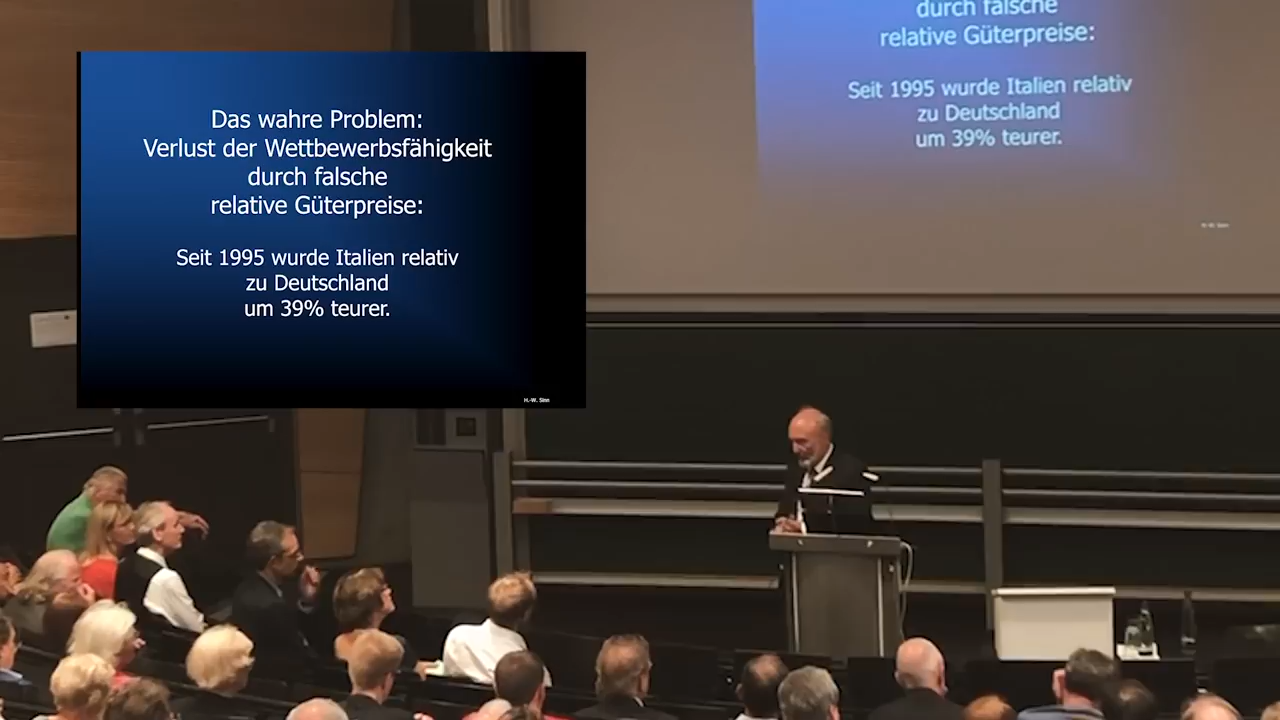 Das wahre Problem:
Verlust der Wettbewerbsfähigkeit
durch falsche
relative Güterpreise:
Seit 1995 wurde Italien relativ
zu Deutschland
um 39% teurer.
H.-W. Sinn
durch falsche
relative Güterpreise:
Seit 1995 wurde Italien relativ
zu Deutschland
um 39% teurer.
H.-W. Sinn